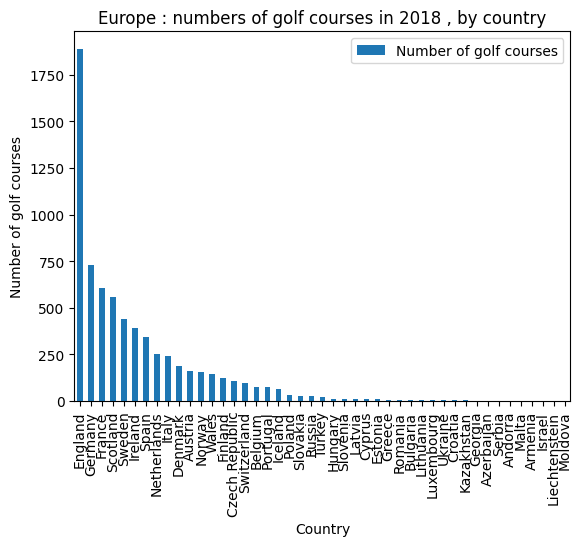 Europe : numbers of golf courses in 2018 , by country
Number of golf courses
Number of golf courses
1750
1500
1250
1000
750
500
250
0
England
Germany
France
Scotland
Sweden
Ireland
Spain
Netherlands
Italy
Denmark
Austria
Norway
Wales
Finland
Czech Republic
Switzerland
Belgium
Portugal
Iceland
Poland
Slovakia
Russia
Turkey
Hungary
Slovenia
Latvia
Cyprus
Estonia
Greece
Romania
Bulgaria
Lithuania
Luxembourg
Ukraine
Croatia
Kazakhstan
Georgia
Azerbaijan
Serbia
Andorra
Malta
Armenia
Israel
Liechtenstein
Moldova
Country